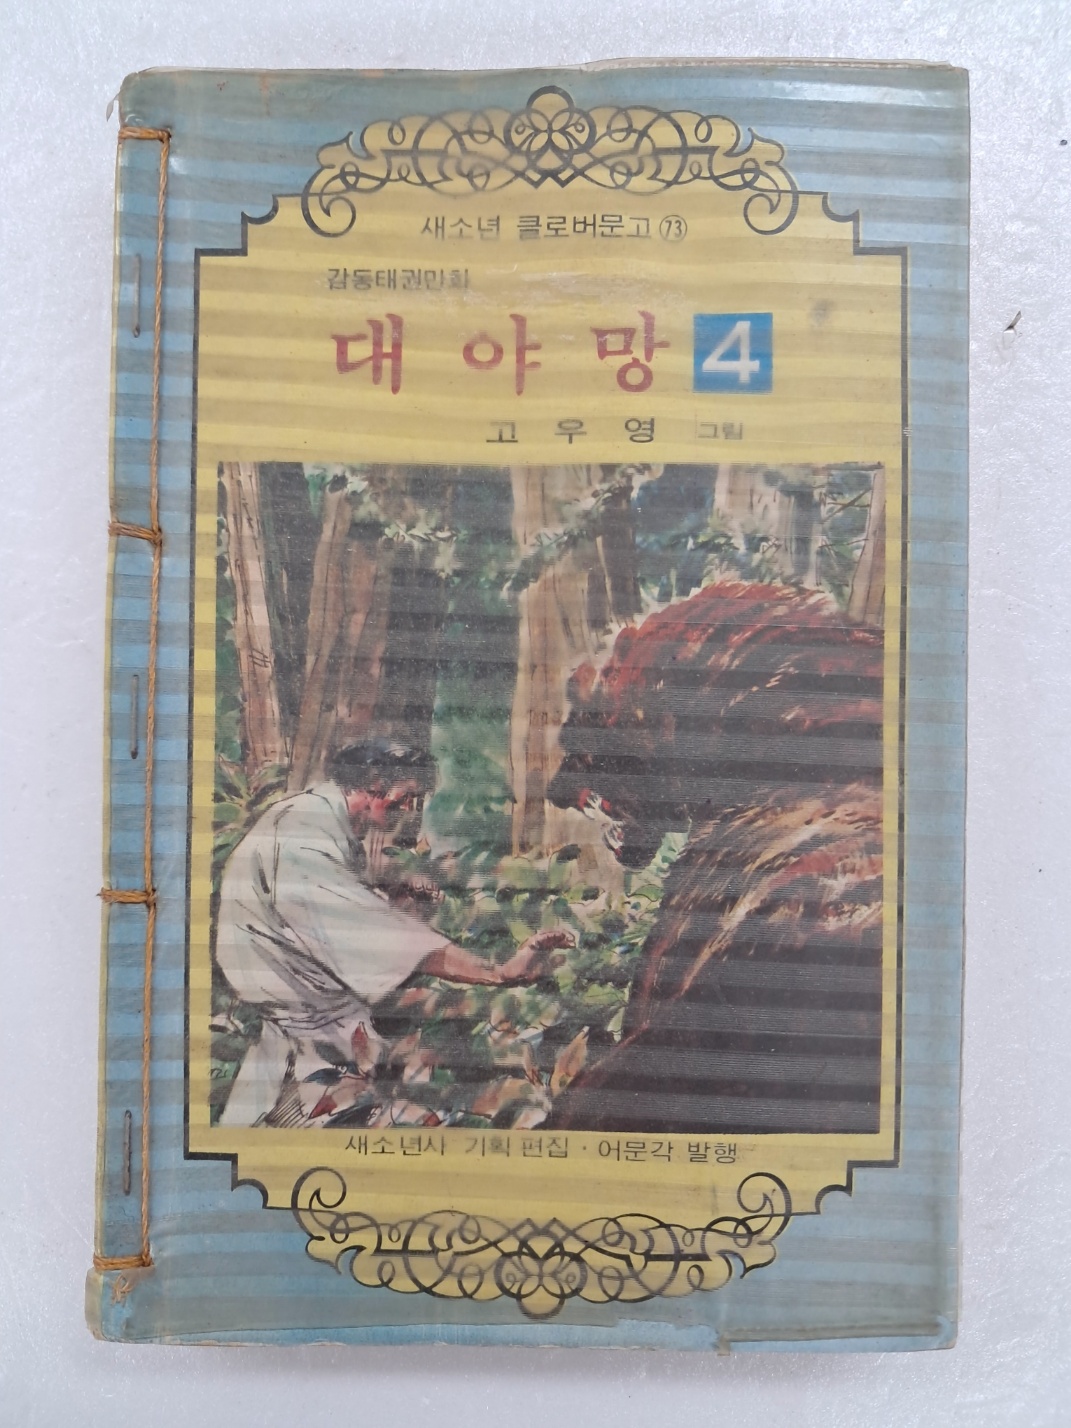 새소년 클로버문고 73
감동태권만화
대야망 4
고우영 그림
새소년사 기획 편집·어문각 발행